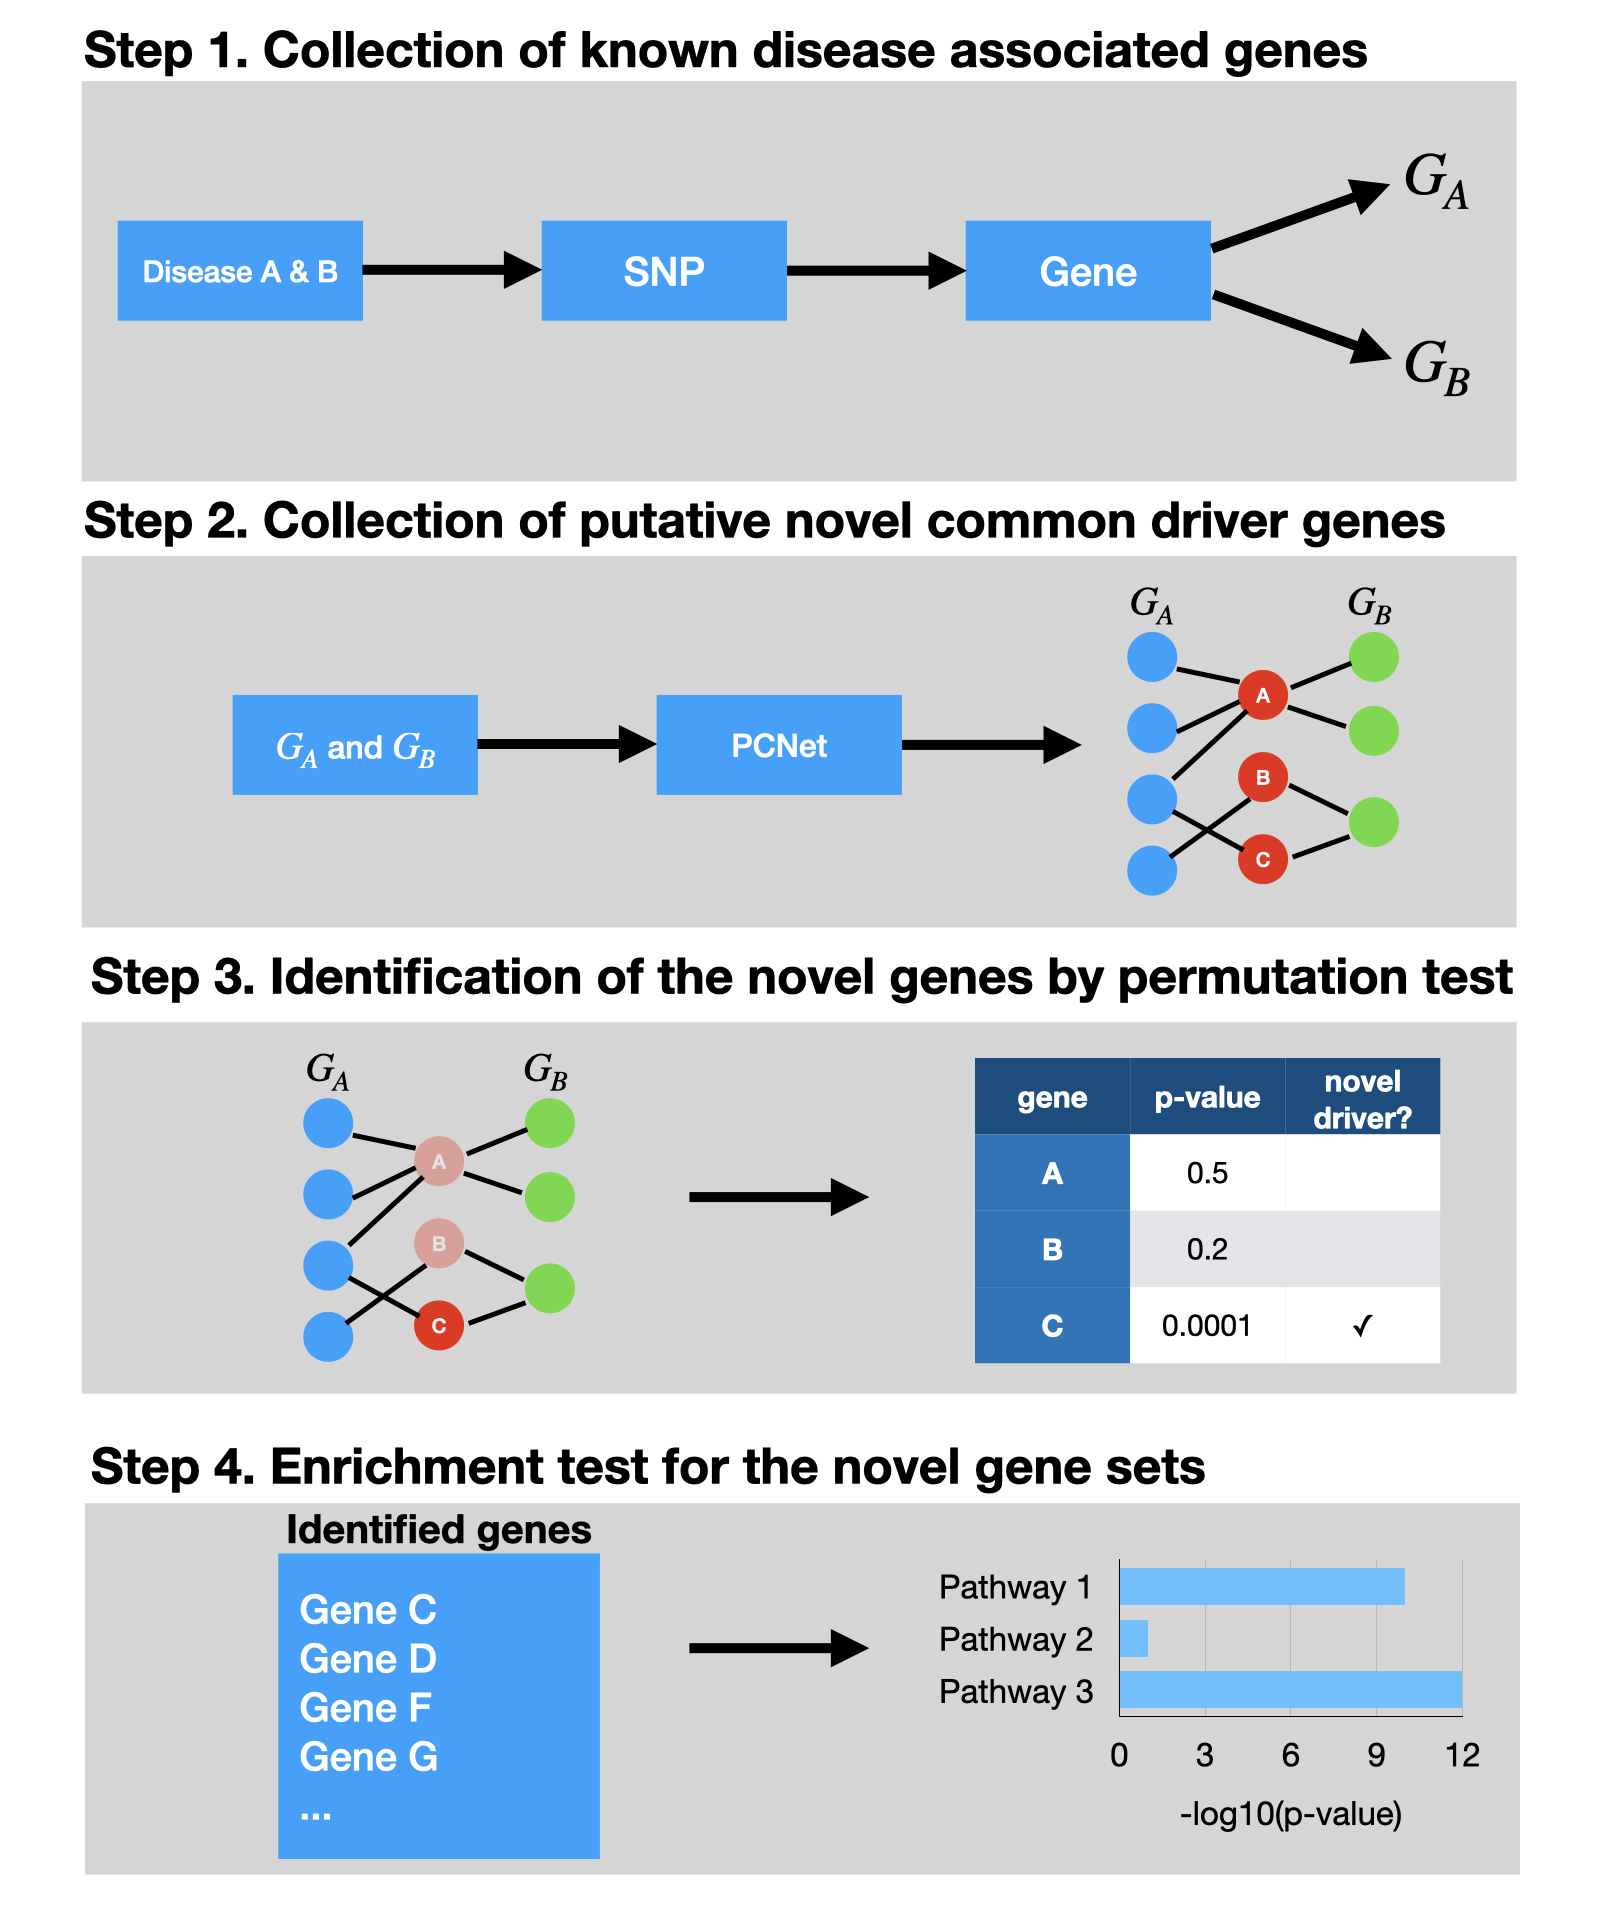 Step 1. Collection of known disease associated genes
Disease A & B
SNP
Gene
G_A
G_B
Step 2. Collection of putative novel common driver genes
G_A and G_B
PCNet
G_A
G_B
A
B
C
Step 3. Identification of the novel genes by permutation test
G_A
G_B
A
B
C
gene p-value novel driver?
A 0.5
B 0.2
C 0.0001 ✓
Step 4. Enrichment test for the novel gene sets
Identified genes
Gene C
Gene D
Gene F
Gene G
...
Pathway 1
Pathway 2
Pathway 3
0 3 6 9 12
-log10(p-value)